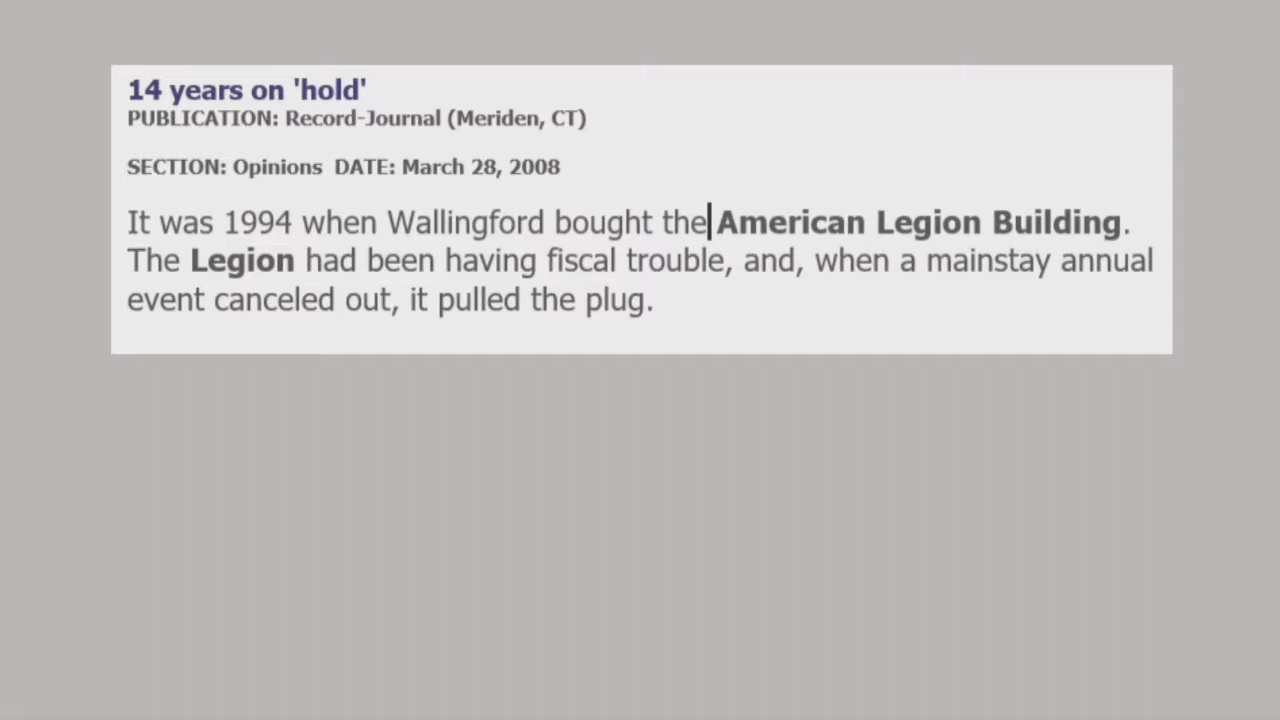 14 years on 'hold'
PUBLICATION: Record-Journal (Meriden, CT)
SECTION: Opinions DATE: March 28, 2008
It was 1994 when Wallingford bought the American Legion Building.
The Legion had been having fiscal trouble, and, when a mainstay annual
event canceled out, it pulled the plug.